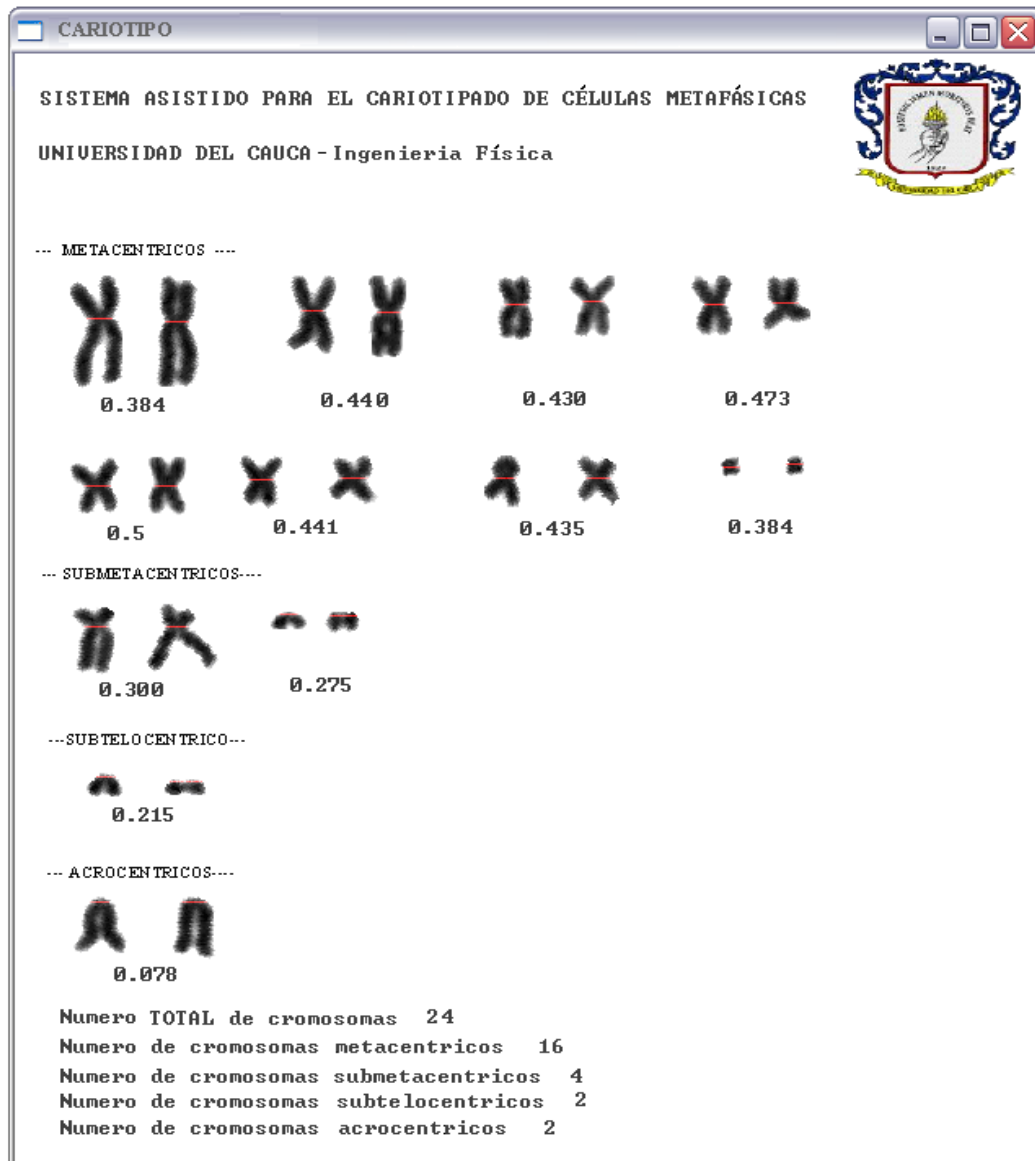 CARIOTIPO
SISTEMA ASISTIDO PARA EL CARIOTIPADO DE CÉLULAS METAFÁSICAS
UNIVERSIDAD DEL CAUCA - Ingenieria Física
--- METACENTRICOS ----
0.384 0.440 0.430 0.473
0.5 0.441 0.435 0.384
--- SUBMETACENTRICOS----
0.300 0.275
---SUBTELOCENTRICO---
0.215
--- ACROCENTRICOS----
0.078
Numero TOTAL de cromosomas 24
Numero de cromosomas metacentricos 16
Numero de cromosomas submetacentricos 4
Numero de cromosomas subtelocentricos 2
Numero de cromosomas acrocentricos 2